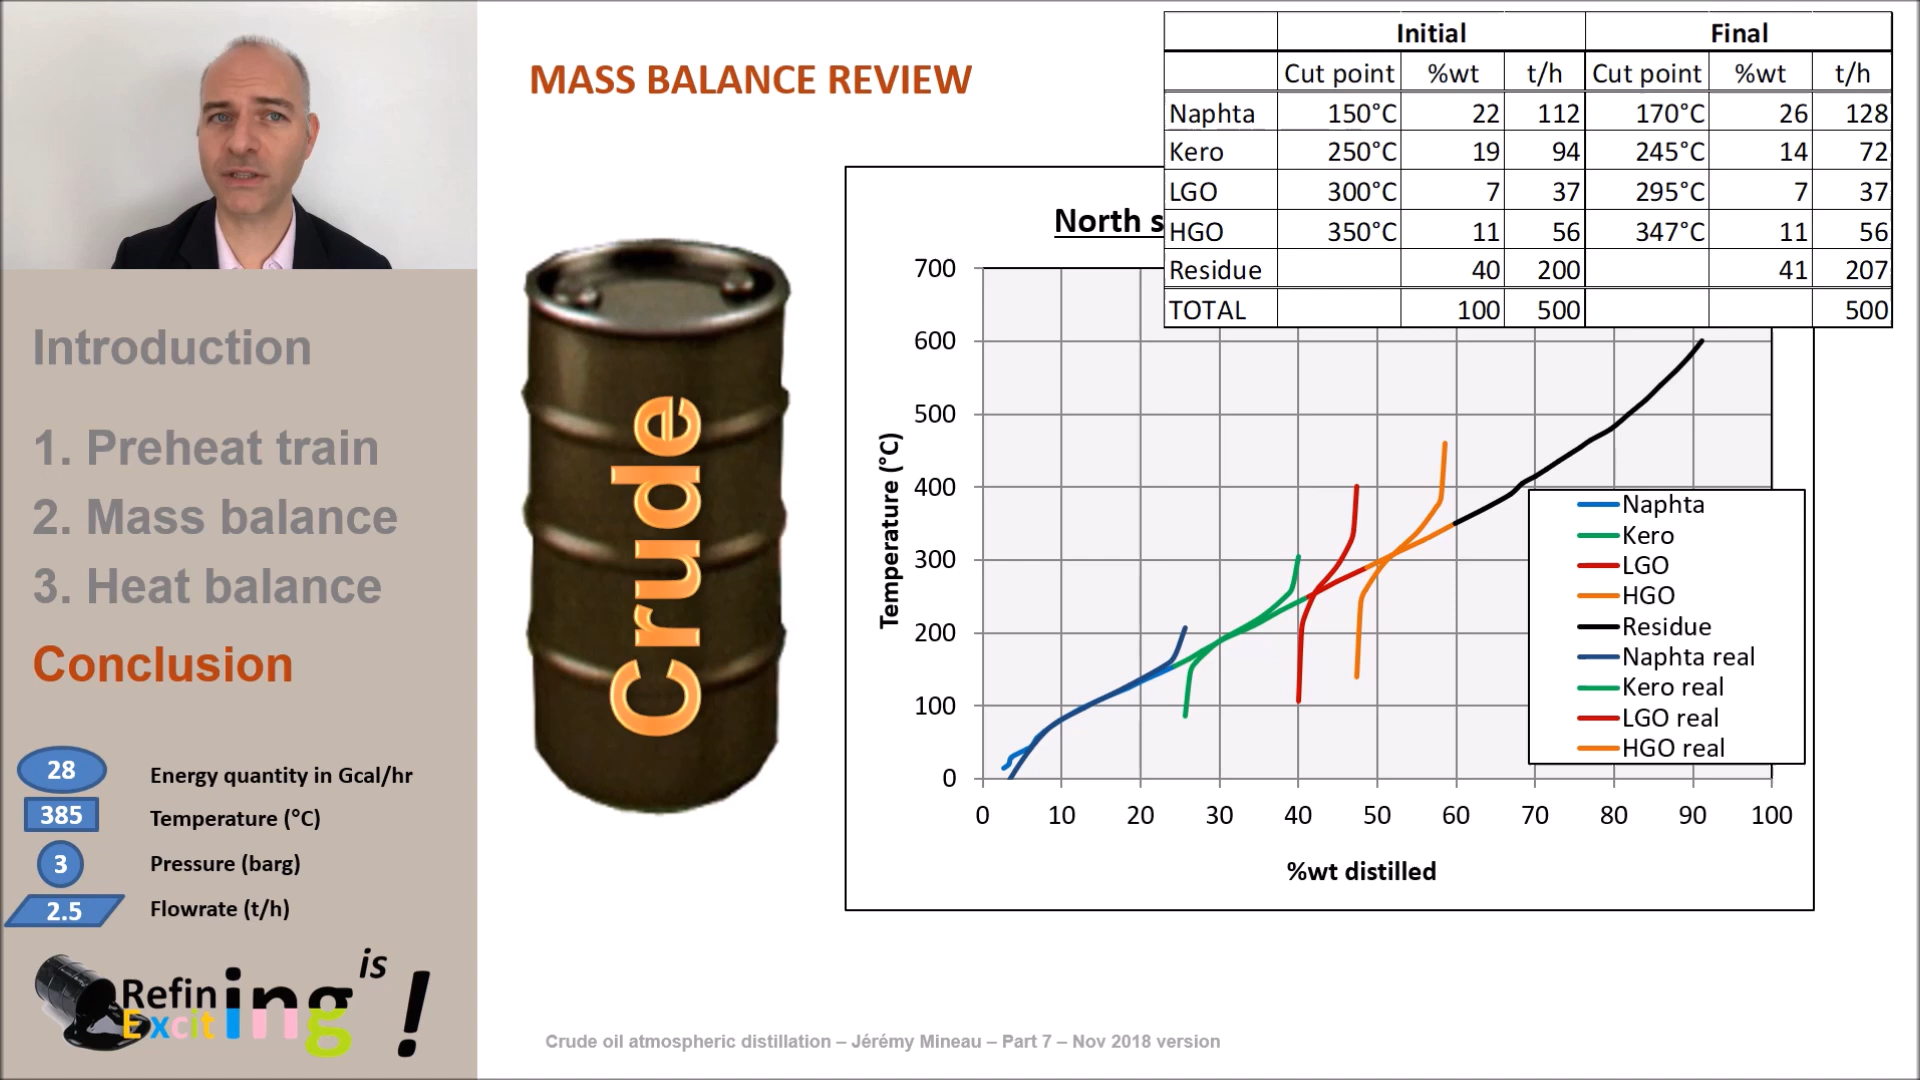 MASS BALANCE REVIEW
Initial Final
Cut point %wt t/h Cut point %wt t/h
Naphta 150°C 22 112 170°C 26 128
Kero 250°C 19 94 245°C 14 72
LGO 300°C 7 37 295°C 7 37
HGO 350°C 11 56 347°C 11 56
Residue 40 200 41 207
TOTAL 100 500 500
Introduction
1. Preheat train
2. Mass balance
3. Heat balance
Conclusion
28 Energy quantity in Gcal/hr
385 Temperature (°C)
3 Pressure (barg)
2.5 Flowrate (t/h)
Refining is
Exciting !
Crude
North s
Temperature (°C)
700
600
500
400
300
200
100
0
0 10 20 30 40 50 60 70 80 90 100
%wt distilled
Naphta
Kero
LGO
HGO
Residue
Naphta real
Kero real
LGO real
HGO real
Crude oil atmospheric distillation – Jérémy Mineau – Part 7 – Nov 2018 version